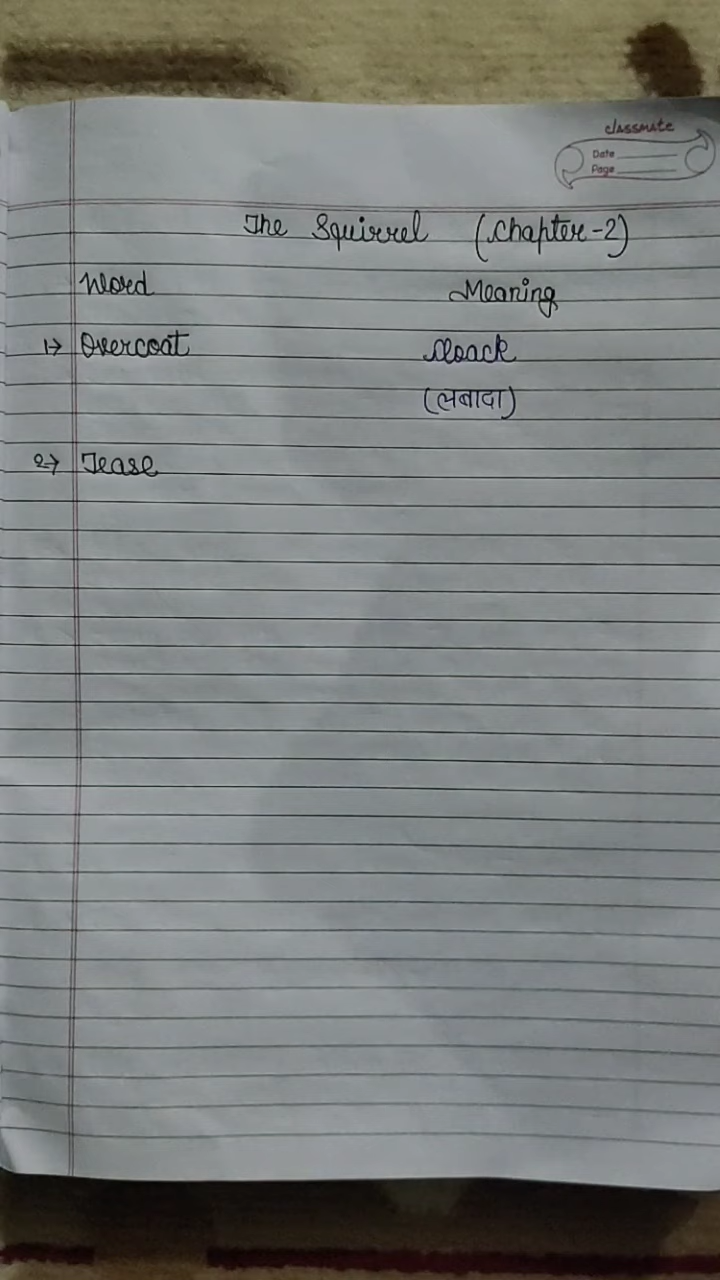 classmate
Date
Page
The Squirrel (Chapter-2)
Word Meaning
1→ Overcoat Cloack
(लबादा)
2→ Tease